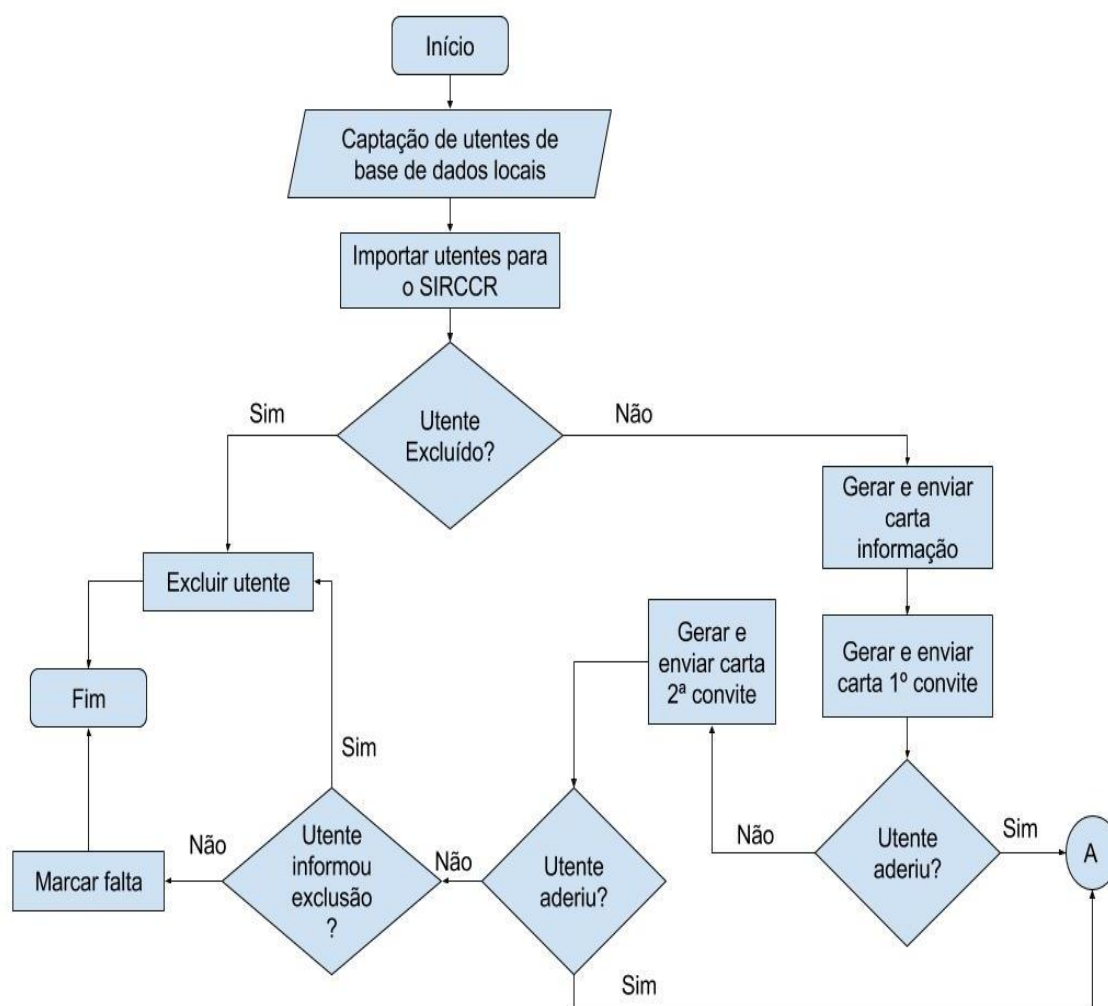 Início
Captação de utentes de
base de dados locais
Importar utentes para
o SIRCCR
Utente
Excluído?
Sim
Não
Gerar e enviar
carta
informação
Excluir utente
Gerar e
enviar carta
2ª convite
Gerar e enviar
carta 1º convite
Fim
Sim
Utente
aderiu?
Não
Sim
A
Utente
aderiu?
Não
Sim
Utente
informou
exclusão
?
Não
Marcar falta